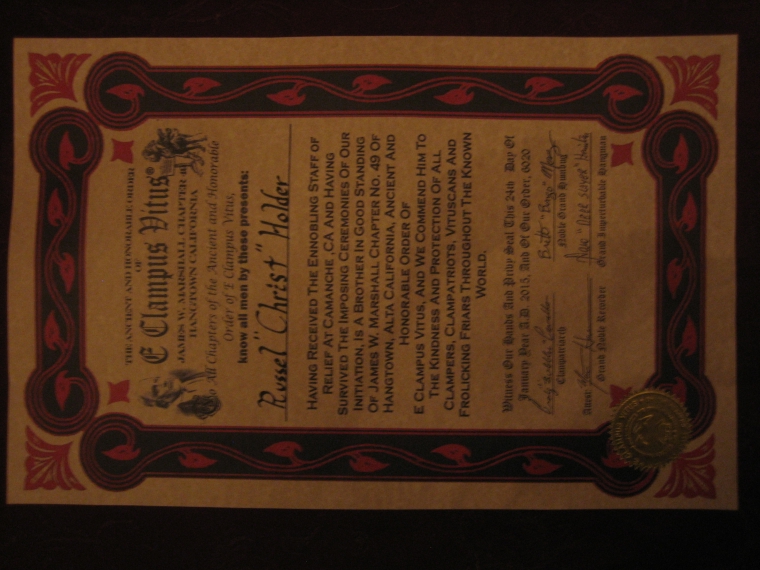 THE ANCIENT AND HONORABLE ORDER
OF
E Clampus Vitus®
JAMES W. MARSHALL CHAPTER 49
HANGTOWN CALIFORNIA
All Chapters of the Ancient and Honorable
Order of E Clampus Vitus,
know all men by these presents:
Russel "Christ" Holder
HAVING RECEIVED THE ENNOBLING STAFF OF
RELIEF AT CAMANCHE ,CA AND HAVING
SURVIVED THE IMPOSING CEREMONIES OF OUR
INITIATION, IS A BROTHER IN GOOD STANDING
OF JAMES W. MARSHALL CHAPTER NO. 49 OF
HANGTOWN, ALTA CALIFORNIA, ANCIENT AND
HONORABLE ORDER OF
E CLAMPUS VITUS, AND WE COMMEND HIM TO
THE KINDNESS AND PROTECTION OF ALL
CLAMPERS, CLAMPATRIOTS, VITUSCANS AND
FROLICKING FRIARS THROUGHOUT THE KNOWN
WORLD.
Witness Our Hands And Privy Seal This 24th Day Of
January Year A.D. 2015, And Of Our Order, 6020
Clampatriarch
Noble Grand Humbug
Attest
Grand Noble Recorder
Grand Imperturbable Hangman